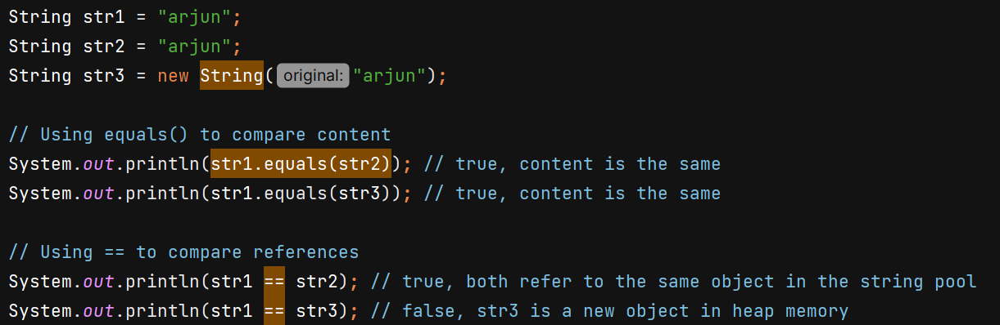 String str1 = "arjun";
String str2 = "arjun";
String str3 = new String( original: "arjun");
// Using equals() to compare content
System.out.println(str1.equals(str2)); // true, content is the same
System.out.println(str1.equals(str3)); // true, content is the same
// Using == to compare references
System.out.println(str1 == str2); // true, both refer to the same object in the string pool
System.out.println(str1 == str3); // false, str3 is a new object in heap memory